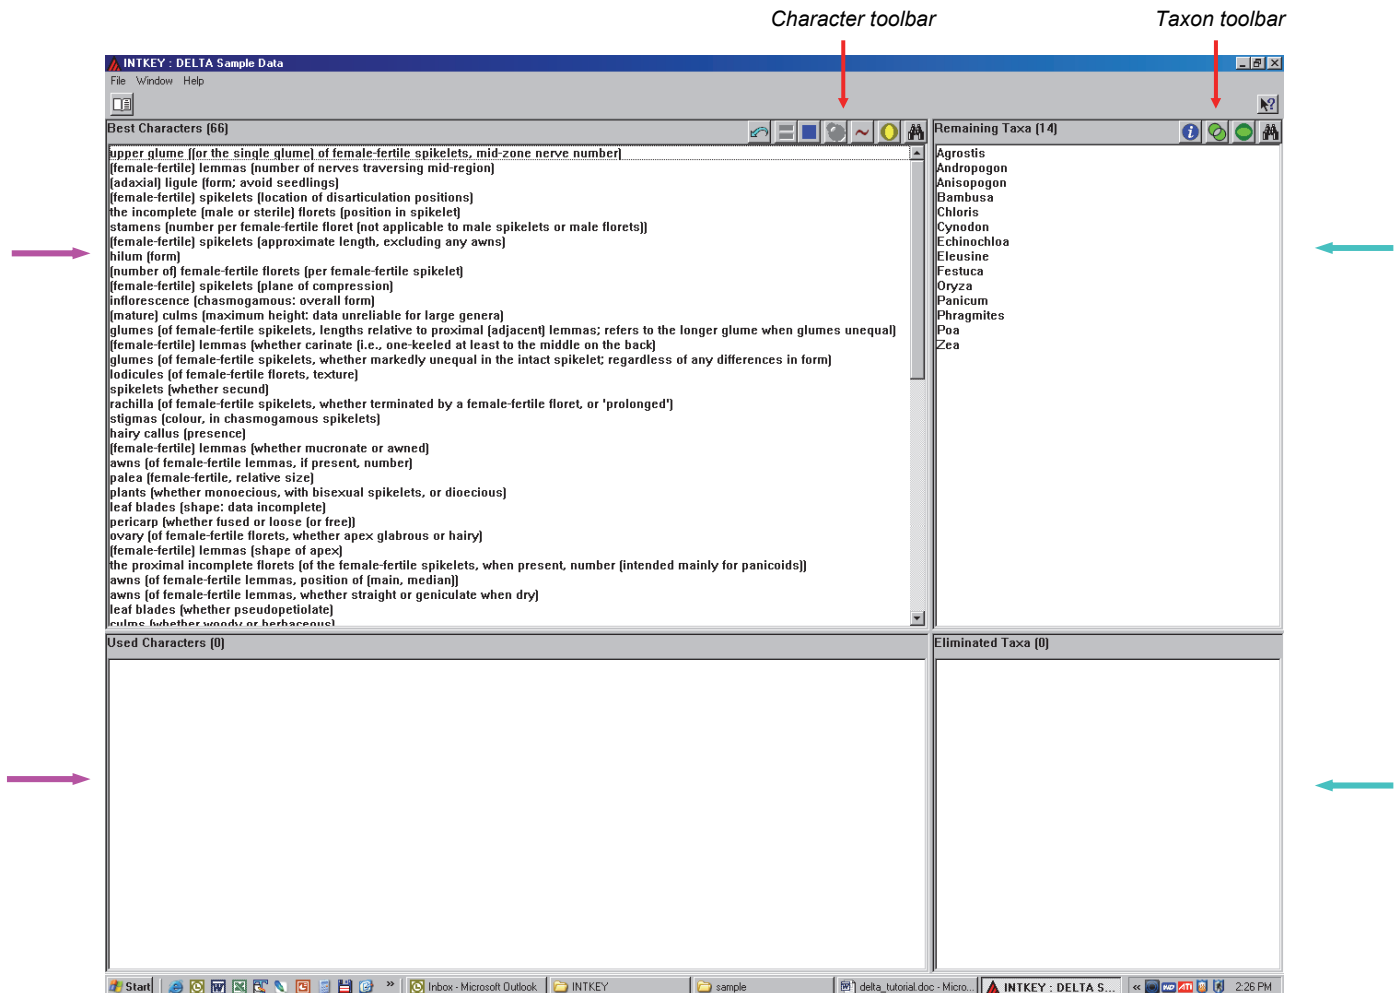 Character toolbar
Taxon toolbar
INTKEY : DELTA Sample Data
File Window Help
Best Characters (66)
Remaining Taxa (14)
upper glume [(or the single glume) of female-fertile spikelets, mid-zone nerve number]
(female-fertile) lemmas (number of nerves traversing mid-region)
(adaxial) ligule (form; avoid seedlings)
(female-fertile) spikelets (location of disarticulation positions)
the incomplete (male or sterile) florets (position in spikelet)
stamens (number per female-fertile floret (not applicable to male spikelets or male florets))
(female-fertile) spikelets (approximate length, excluding any awns)
hilum (form)
(number of) female-fertile florets (per female-fertile spikelet)
(female-fertile) spikelets (plane of compression)
inflorescence (chasmogamous: overall form)
(mature) culms (maximum height: data unreliable for large genera)
glumes (of female-fertile spikelets, lengths relative to proximal (adjacent) lemmas; refers to the longer glume when glumes unequal)
(female-fertile) lemmas (whether carinate (i.e., one-keeled at least to the middle on the back)
glumes (of female-fertile spikelets, whether markedly unequal in the intact spikelet; regardless of any differences in form)
lodicules (of female-fertile florets, texture)
spikelets (whether secund)
rachilla (of female-fertile spikelets, whether terminated by a female-fertile floret, or 'prolonged')
stigmas (colour, in chasmogamous spikelets)
hairy callus (presence)
(female-fertile) lemmas (whether mucronate or awned)
awns (of female-fertile lemmas, if present, number)
palea (female-fertile, relative size)
plants (whether monoecious, with bisexual spikelets, or dioecious)
leaf blades (shape: data incomplete)
pericarp (whether fused or loose (or free))
ovary (of female-fertile florets, whether apex glabrous or hairy)
(female-fertile) lemmas (shape of apex)
the proximal incomplete florets (of the female-fertile spikelets, when present, number (intended mainly for panicoids))
awns (of female-fertile lemmas, position of (main, median))
awns (of female-fertile lemmas, whether straight or geniculate when dry)
leaf blades (whether pseudopetiolate)
culms (whether woody or herbaceous)
Agrostis
Andropogon
Anisopogon
Bambusa
Chloris
Cynodon
Echinochloa
Eleusine
Festuca
Oryza
Panicum
Phragmites
Poa
Zea
Used Characters (0)
Eliminated Taxa (0)
Start
»
Inbox - Microsoft Outlook
INTKEY
sample
delta_tutorial.doc - Micro...
INTKEY : DELTA S...
«
ATI
2:26 PM